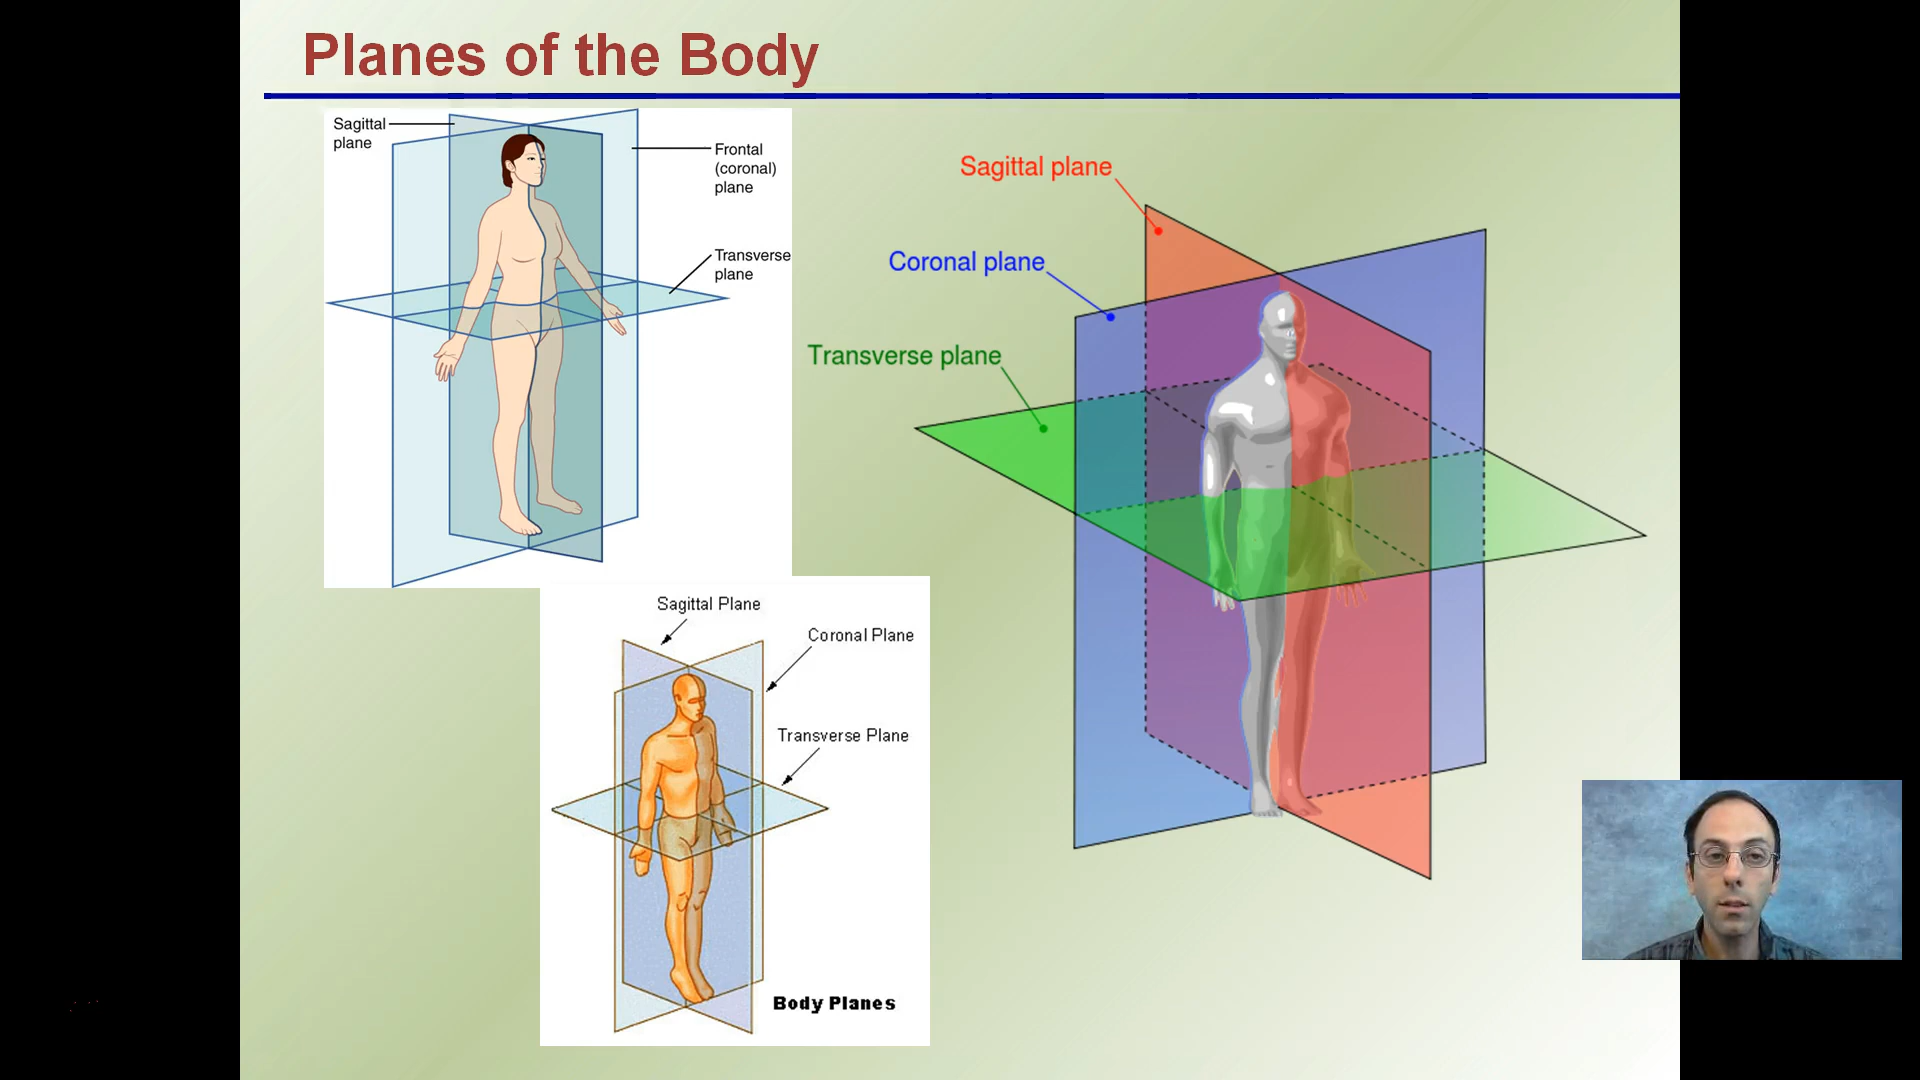 Planes of the Body
Sagittal
plane
Frontal
(coronal)
plane
Transverse
plane
Sagittal plane
Coronal plane
Transverse plane
Sagittal Plane
Coronal Plane
Transverse Plane
Body Planes